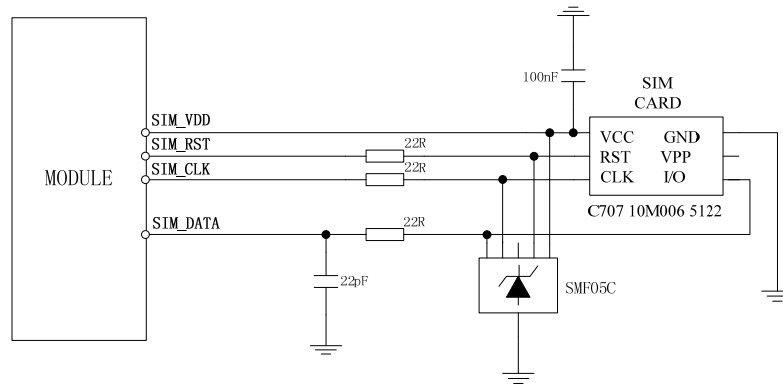 100nF
SIM
CARD
SIM_VDD
SIM_RST
22R
VCC GND
RST VPP
CLK I/O
SIM_CLK
22R
MODULE
C707 10M006 5122
SIM_DATA
22R
22pF
SMF05C